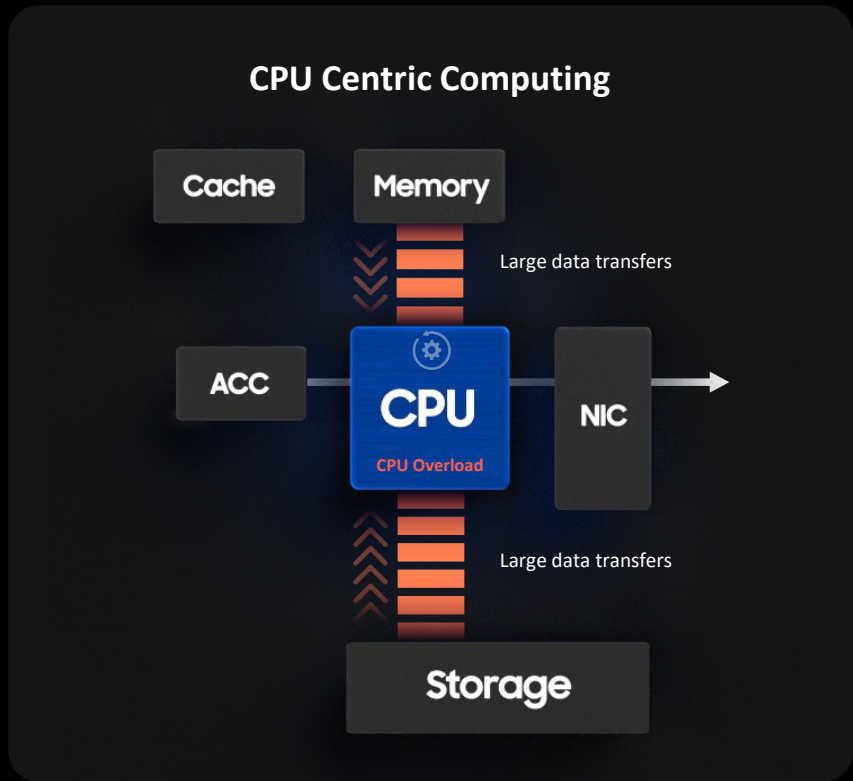 CPU Centric Computing
Cache
Memory
Large data transfers
ACC
CPU
CPU Overload
NIC
Large data transfers
Storage